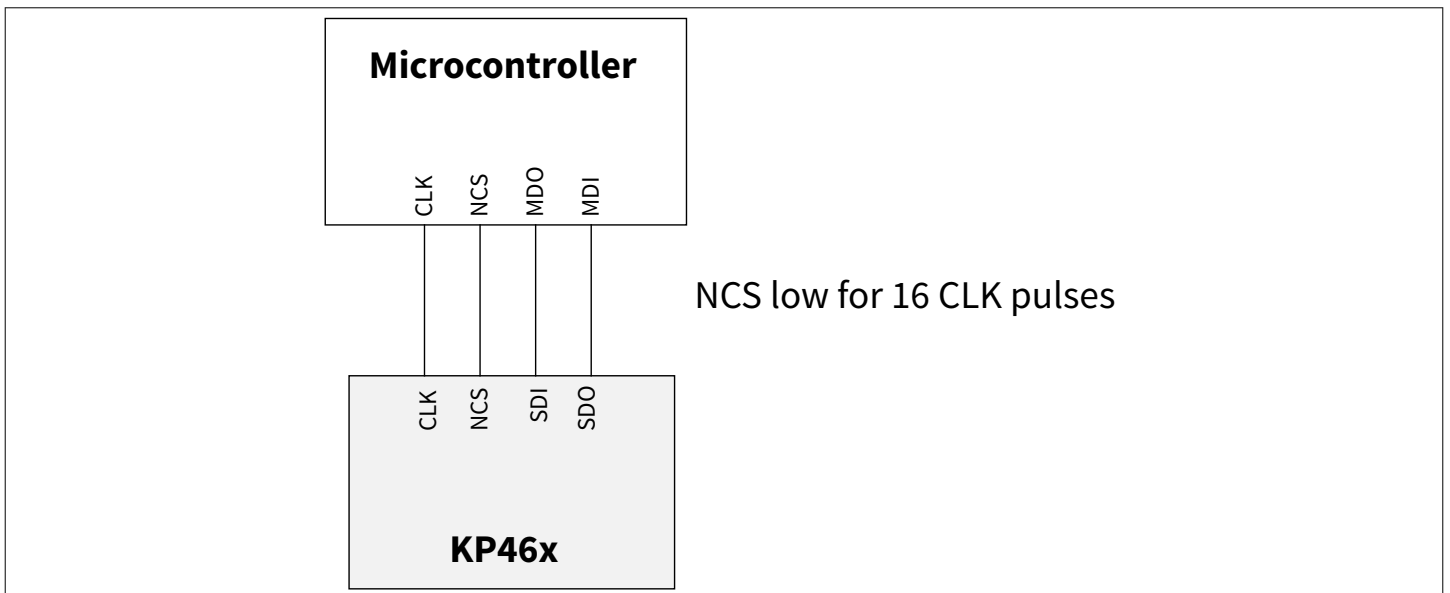 Microcontroller
CLK
NCS
MDO
MDI
NCS low for 16 CLK pulses
CLK
NCS
SDI
SDO
KP46x